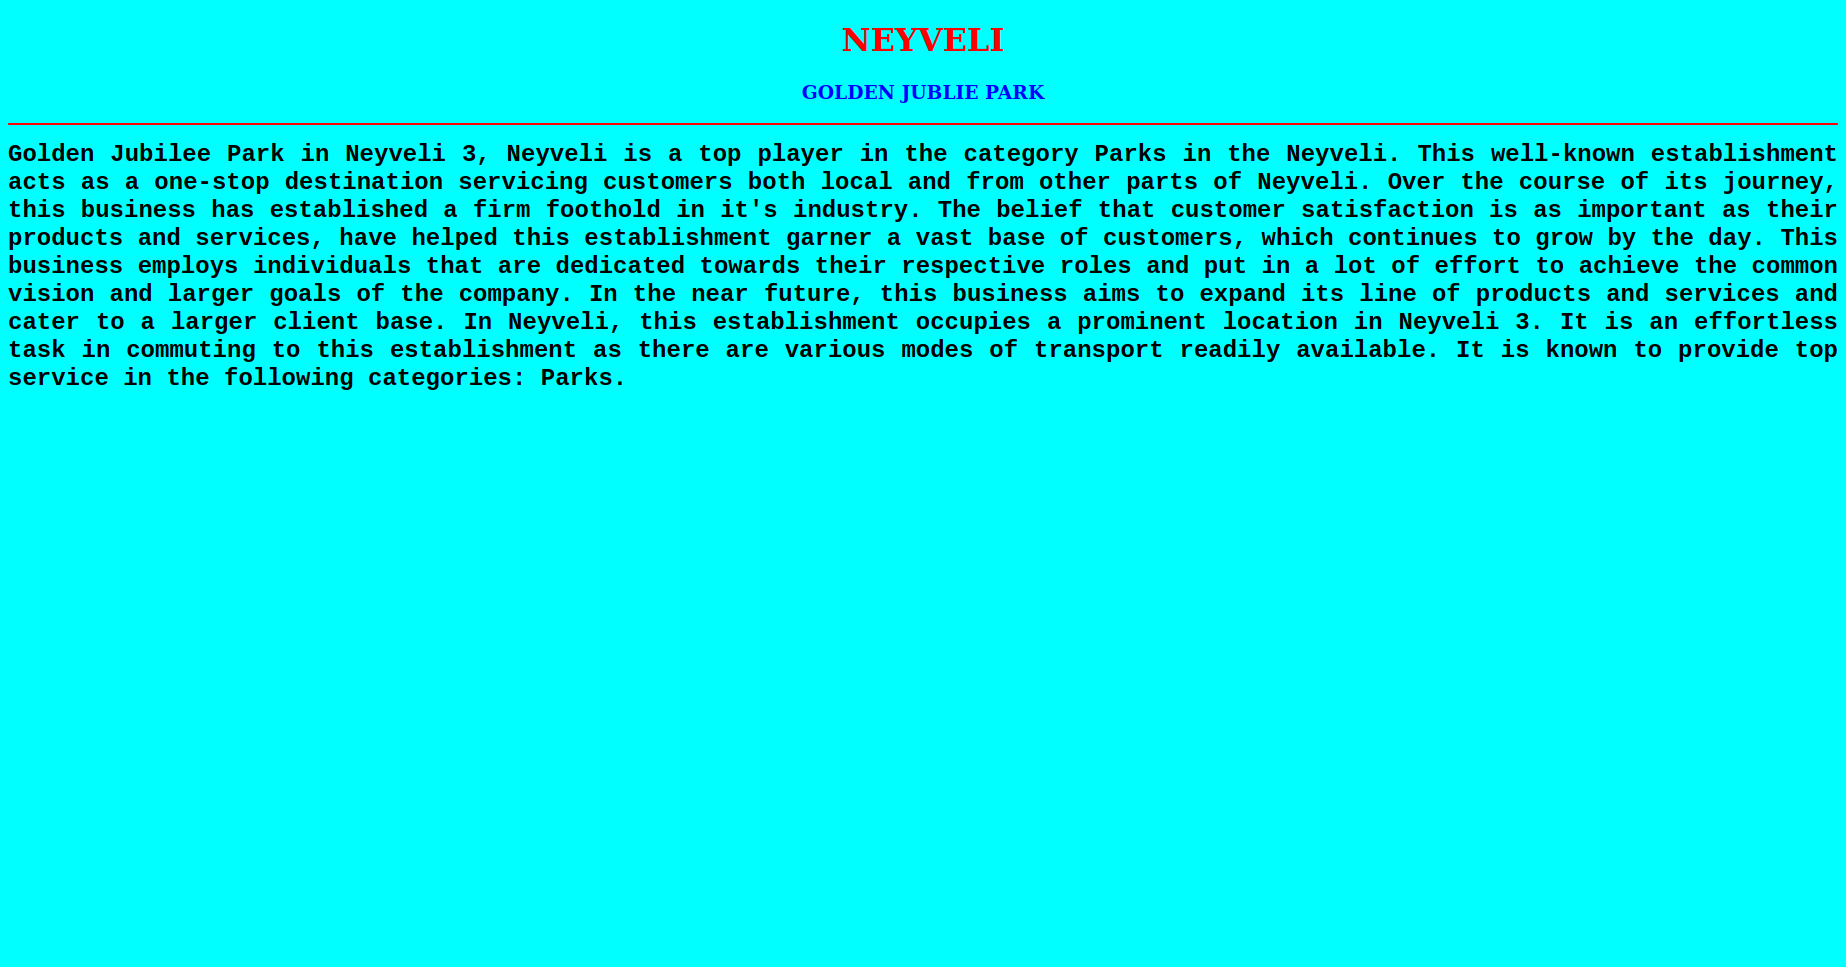 NEYVELI
GOLDEN JUBLIE PARK
Golden Jubilee Park in Neyveli 3, Neyveli is a top player in the category Parks in the Neyveli. This well-known establishment
acts as a one-stop destination servicing customers both local and from other parts of Neyveli. Over the course of its journey,
this business has established a firm foothold in it's industry. The belief that customer satisfaction is as important as their
products and services, have helped this establishment garner a vast base of customers, which continues to grow by the day. This
business employs individuals that are dedicated towards their respective roles and put in a lot of effort to achieve the common
vision and larger goals of the company. In the near future, this business aims to expand its line of products and services and
cater to a larger client base. In Neyveli, this establishment occupies a prominent location in Neyveli 3. It is an effortless
task in commuting to this establishment as there are various modes of transport readily available. It is known to provide top
service in the following categories: Parks.